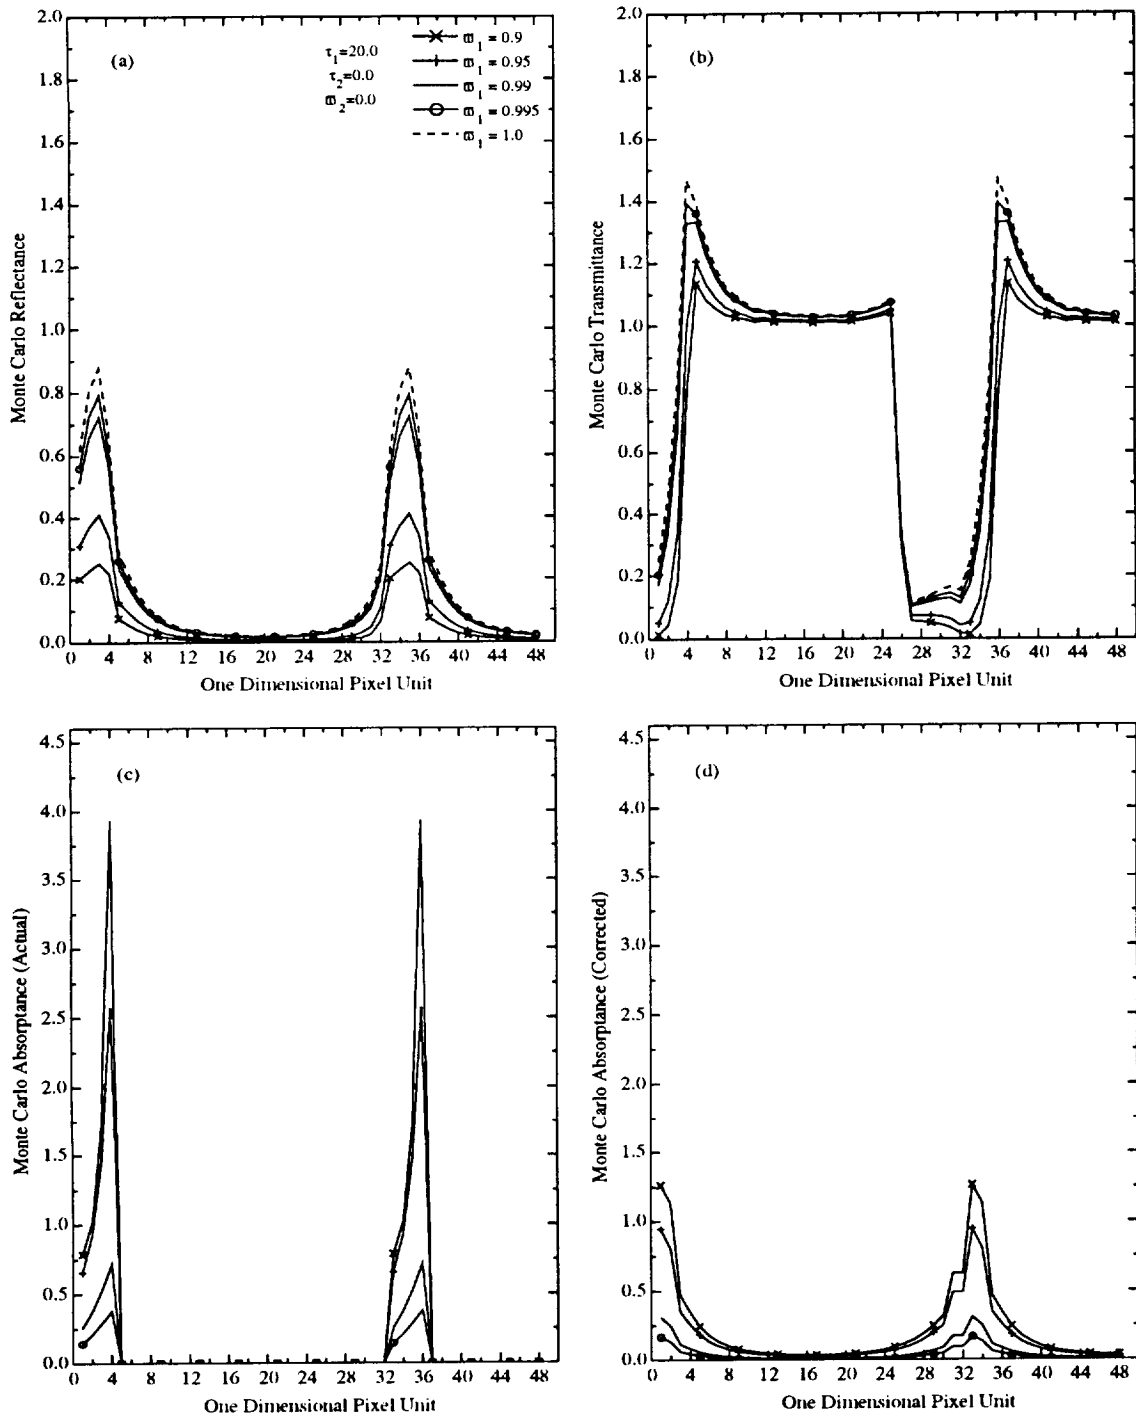 2.0
1.8
1.6
1.4
1.2
1.0
0.8
0.6
0.4
0.2
0.0
Monte Carlo Reflectance
(a)
τ1=20.0
τ2=0.0
ϖ2=0.0
ϖ1 = 0.9
ϖ1 = 0.95
ϖ1 = 0.99
ϖ1 = 0.995
ϖ1 = 1.0
0 4 8 12 16 20 24 28 32 36 40 44 48
One Dimensional Pixel Unit
2.0
1.8
1.6
1.4
1.2
1.0
0.8
0.6
0.4
0.2
0.0
Monte Carlo Transmittance
(b)
0 4 8 12 16 20 24 28 32 36 40 44 48
One Dimensional Pixel Unit
4.5
4.0
3.5
3.0
2.5
2.0
1.5
1.0
0.5
0.0
Monte Carlo Absorptance (Actual)
(c)
0 4 8 12 16 20 24 28 32 36 40 44 48
One Dimensional Pixel Unit
4.5
4.0
3.5
3.0
2.5
2.0
1.5
1.0
0.5
0.0
Monte Carlo Absorptance (Corrected)
(d)
0 4 8 12 16 20 24 28 32 36 40 44 48
One Dimensional Pixel Unit